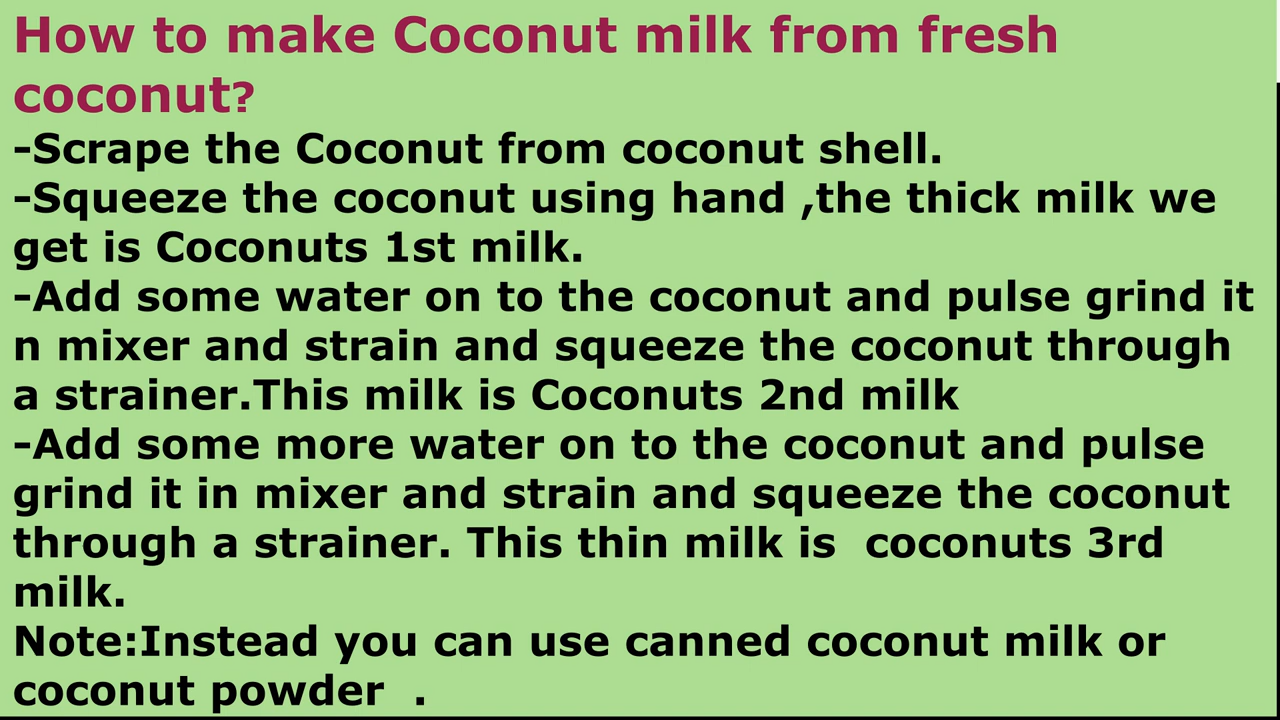 How to make Coconut milk from fresh
coconut?
-Scrape the Coconut from coconut shell.
-Squeeze the coconut using hand ,the thick milk we
get is Coconuts 1st milk.
-Add some water on to the coconut and pulse grind it
n mixer and strain and squeeze the coconut through
a strainer.This milk is Coconuts 2nd milk
-Add some more water on to the coconut and pulse
grind it in mixer and strain and squeeze the coconut
through a strainer. This thin milk is  coconuts 3rd
milk.
Note:Instead you can use canned coconut milk or
coconut powder  .